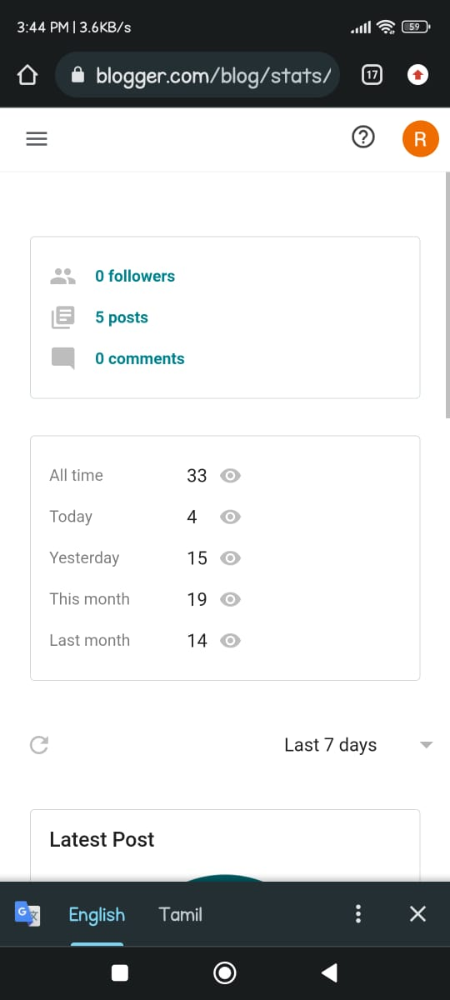 3:44 PM | 3.6KB/s 59
blogger.com/blog/stats/ 17
R
0 followers
5 posts
0 comments
All time 33
Today 4
Yesterday 15
This month 19
Last month 14
Last 7 days
Latest Post
G English Tamil